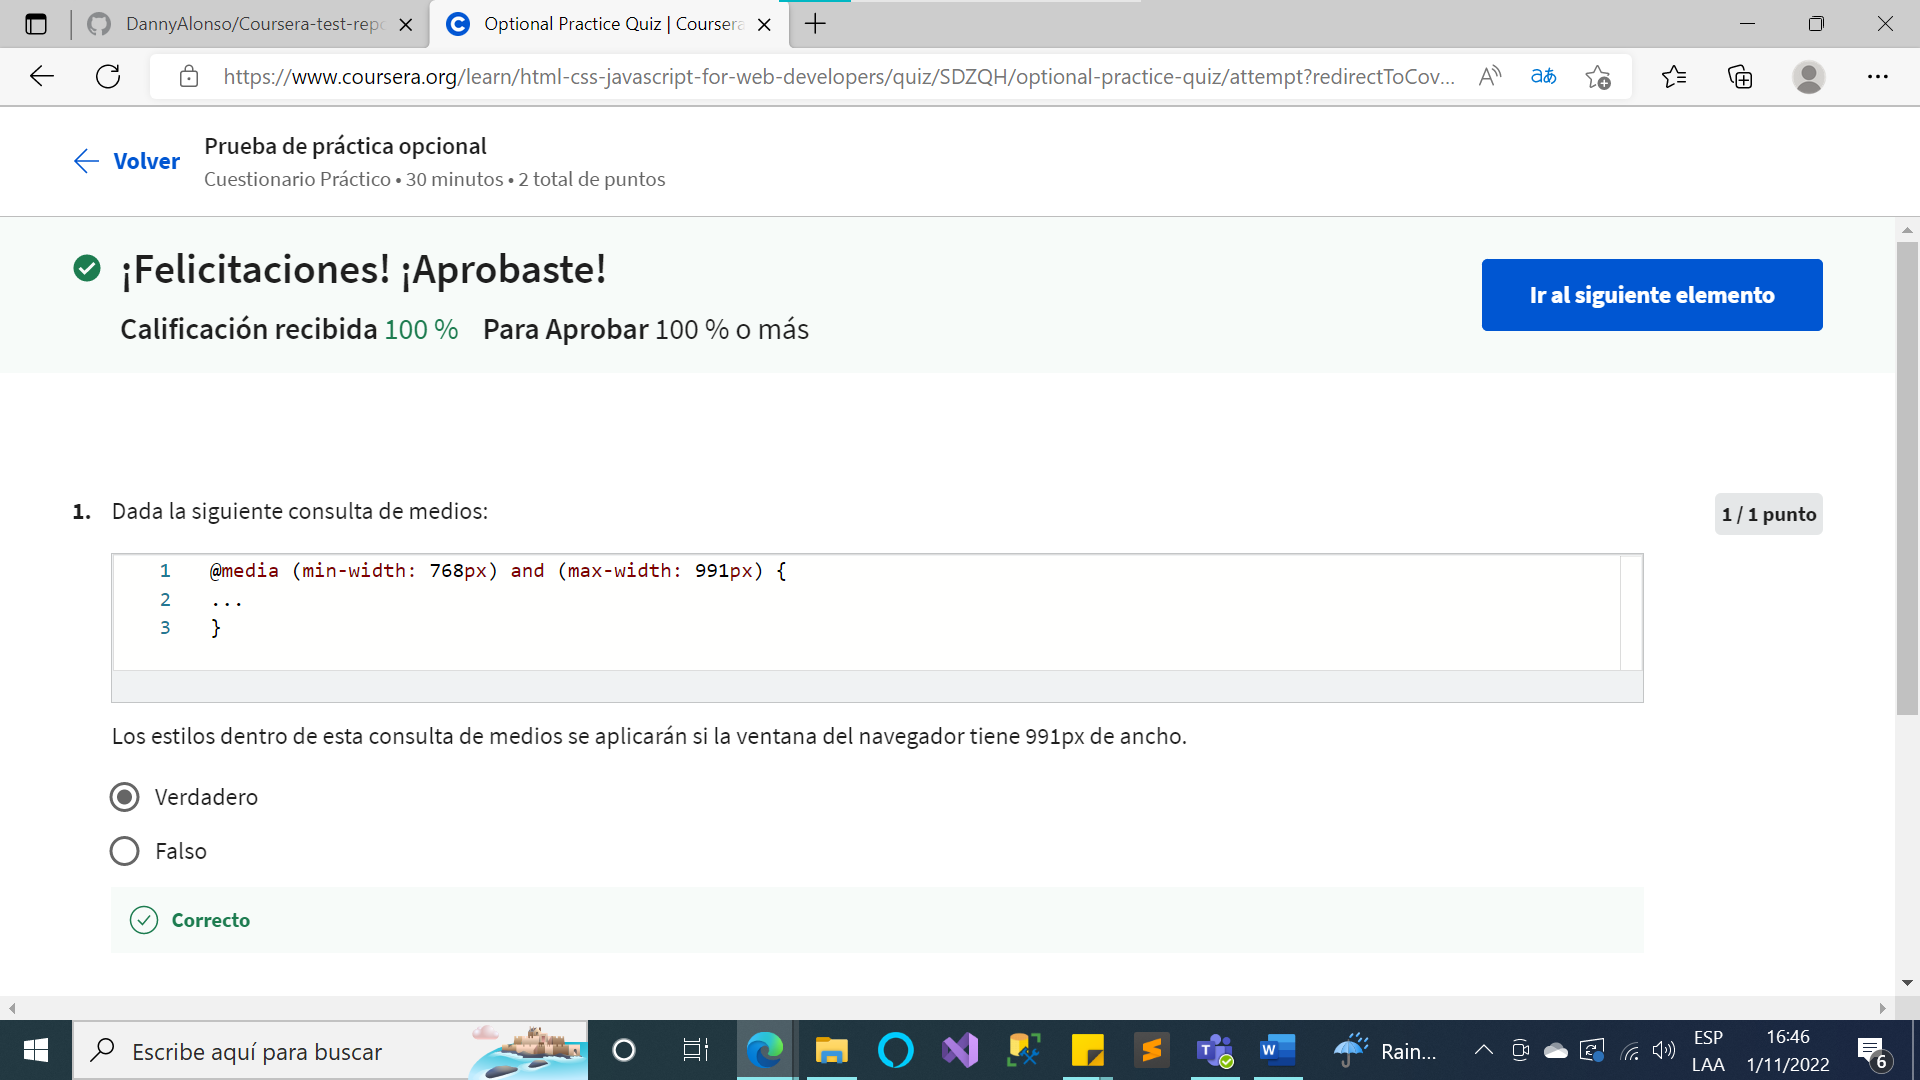 DannyAlonso/Coursera-test-repo
Optional Practice Quiz | Coursera
https://www.coursera.org/learn/html-css-javascript-for-web-developers/quiz/SDZQH/optional-practice-quiz/attempt?redirectToCov...
Volver
Prueba de práctica opcional
Cuestionario Práctico • 30 minutos • 2 total de puntos
¡Felicitaciones! ¡Aprobaste!
Calificación recibida 100 % Para Aprobar 100 % o más
Ir al siguiente elemento
1. Dada la siguiente consulta de medios:
1 / 1 punto
1 @media (min-width: 768px) and (max-width: 991px) {
2 ...
3 }
Los estilos dentro de esta consulta de medios se aplicarán si la ventana del navegador tiene 991px de ancho.
Verdadero
Falso
Correcto
Escribe aquí para buscar
Rain...
ESP
LAA
16:46
1/11/2022
6